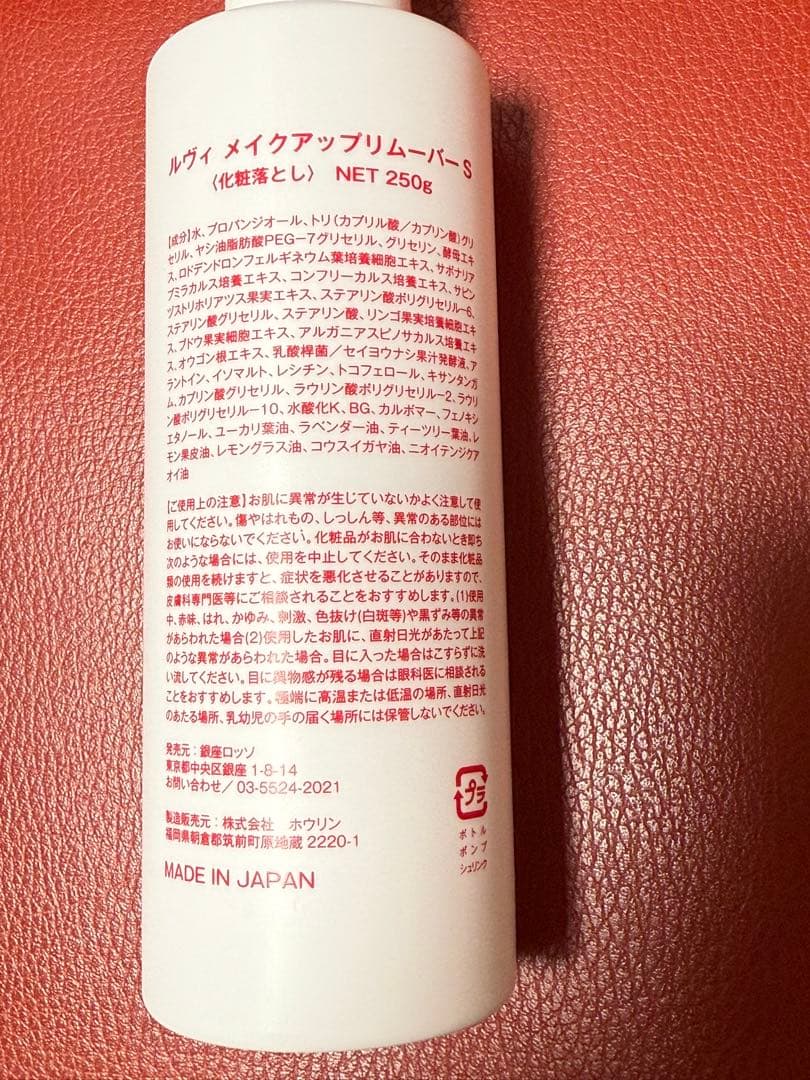 ルヴィ メイクアップリムーバーS
〈化粧落とし〉 NET 250g
【成分】水、プロパンジオール、トリ(カプリル酸／カプリン酸)グリ
セリル、ヤシ油脂肪酸PEG−7グリセリル、グリセリン、酵母エキ
ス、ロドデンドロンフェルギネウム葉培養細胞エキス、サポナリア
プミラカルス培養エキス、コンフリーカルス培養エキス、サピン
ヅストリホリアツス果実エキス、ステアリン酸ポリグリセリル−6、
ステアリン酸グリセリル、ステアリン酸、リンゴ果実培養細胞エキ
ス、ブドウ果実細胞エキス、アルガニアスピノサカルス培養エキ
ス、オウゴン根エキス、乳酸桿菌／セイヨウナシ果汁発酵液、ア
ラントイン、イソマルト、レシチン、トコフェロール、キサンタンガ
ム、カプリン酸グリセリル、ラウリン酸ポリグリセリル−2、ラウリ
ン酸ポリグリセリル−10、水酸化K、BG、カルボマー、フェノキシ
エタノール、ユーカリ葉油、ラベンダー油、ティーツリー葉油、レ
モン果皮油、レモングラス油、コウスイガヤ油、ニオイテンジクア
オイ油
【ご使用上の注意】お肌に異常が生じていないかよく注意して使
用してください。傷やはれもの、しっしん等、異常のある部位には
お使いにならないでください。化粧品がお肌に合わないとき即ち
次のような場合には、使用を中止してください。そのまま化粧品
類の使用を続けますと、症状を悪化させることがありますので、
皮膚科専門医等にご相談されることをおすすめします。(1)使用
中、赤味、はれ、かゆみ、刺激、色抜け(白斑等)や黒ずみ等の異常
があらわれた場合(2)使用したお肌に、直射日光があたって上記
のような異常があらわれた場合。目に入った場合はこすらずに洗
い流してください。目に異物感が残る場合は眼科医に相談される
ことをおすすめします。極端に高温または低温の場所、直射日光
のあたる場所、乳幼児の手の届く場所には保管しないでください。
発売元：銀座ロッソ
東京都中央区銀座 1-8-14
お問い合わせ／ 03-5524-2021
製造販売元：株式会社 ホウリン
福岡県朝倉郡筑前町原地蔵 2220-1
MADE IN JAPAN
プラ
ボトル
ポンプ
シュリンク